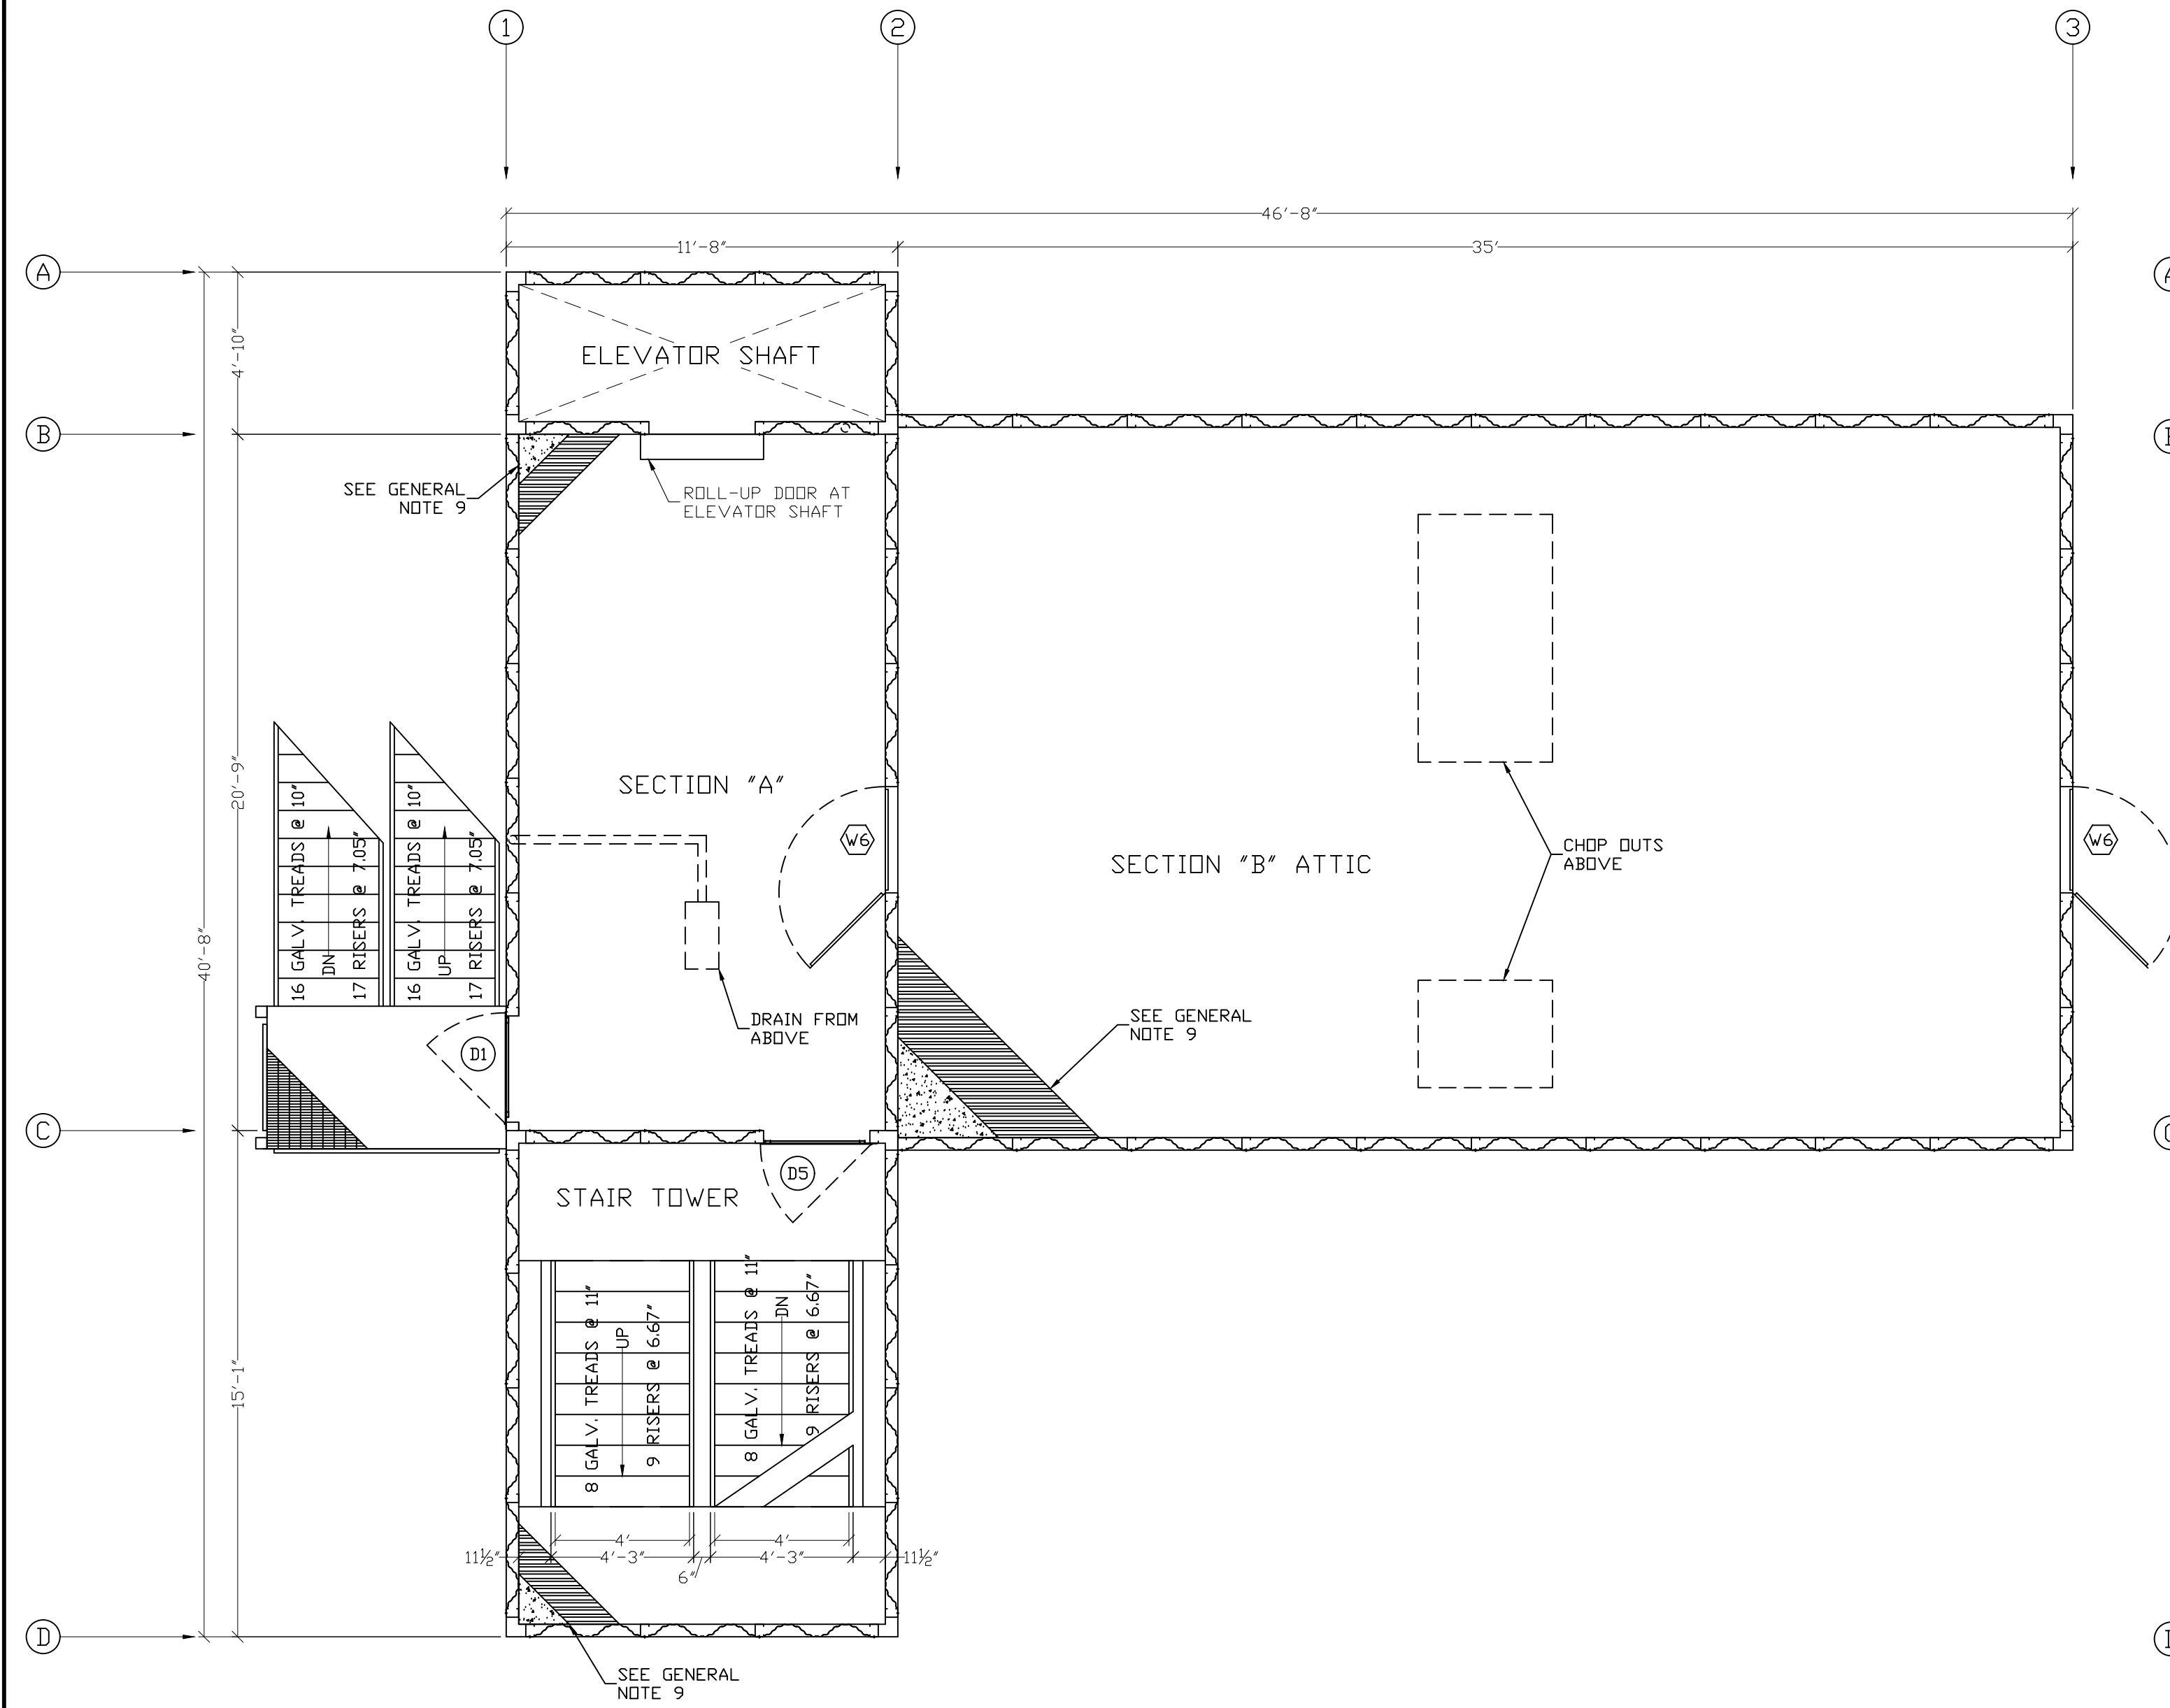 1
2
3
46'-8"
11'-8"
35'
A
4'-10"
ELEVATOR SHAFT
B
SEE GENERAL
NOTE 9
ROLL-UP DOOR AT
ELEVATOR SHAFT
20'-9"
40'-8"
SECTION "A"
16 GALV. TREADS @ 10"
DN
17 RISERS @ 7.05"
16 GALV. TREADS @ 10"
UP
17 RISERS @ 7.05"
W6
SECTION "B" ATTIC
CHOP OUTS
ABOVE
W6
DRAIN FROM
ABOVE
SEE GENERAL
NOTE 9
D1
C
D5
STAIR TOWER
15'-1"
8 GALV. TREADS @ 11"
UP
9 RISERS @ 6.67"
8 GALV. TREADS @ 11"
DN
9 RISERS @ 6.67"
4'
4'
11½"
4'-3"
6"
4'-3"
11½"
D
SEE GENERAL
NOTE 9